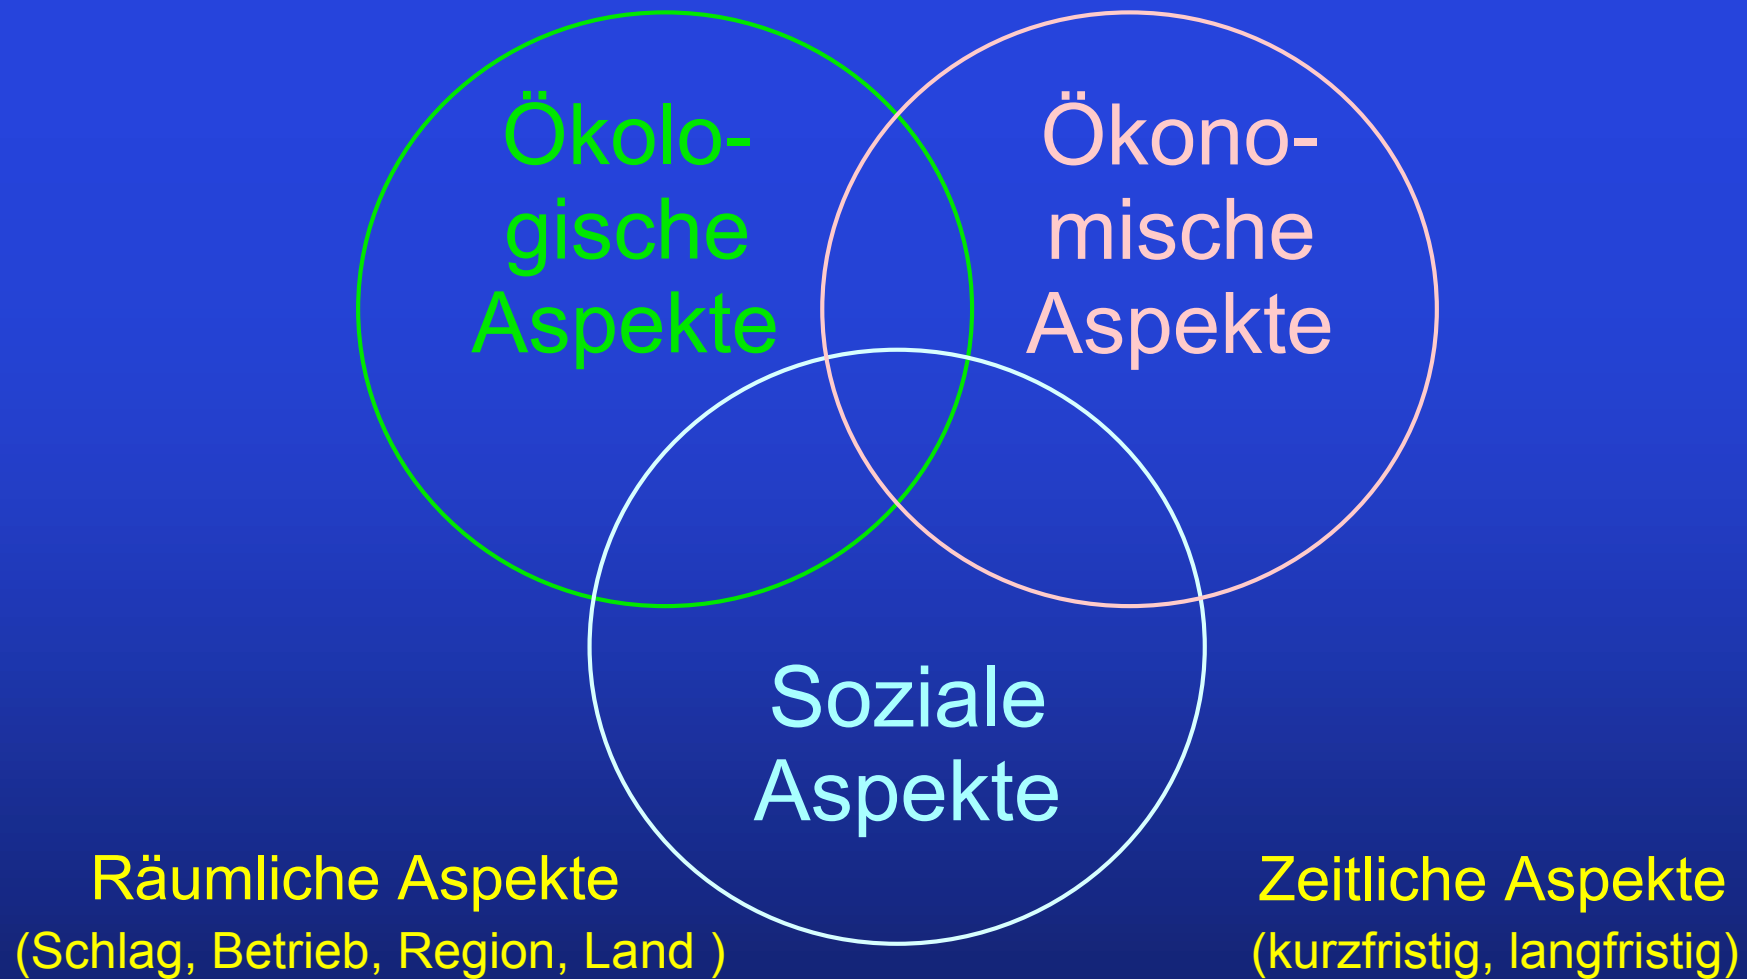 Ökolo-
gische
Aspekte
Ökono-
mische
Aspekte
Soziale
Aspekte
Räumliche Aspekte
(Schlag, Betrieb, Region, Land )
Zeitliche Aspekte
(kurzfristig, langfristig)